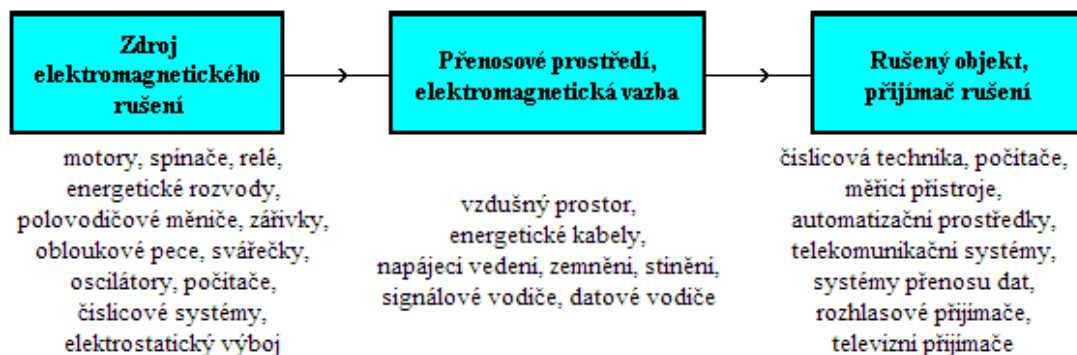 Zdroj
elektromagnetického
rušení
Přenosové prostředí,
elektromagnetická vazba
Rušený objekt,
přijímač rušení
motory, spínače, relé,
energetické rozvody,
polovodičové měniče, zářivky,
obloukové pece, svářečky,
oscilátory, počítače,
číslicové systémy,
elektrostatický výboj
vzdušný prostor,
energetické kabely,
napájecí vedení, zemnění, stínění,
signálové vodiče, datové vodiče
číslicová technika, počítače,
měřicí přístroje,
automatizační prostředky,
telekomunikační systémy,
systémy přenosu dat,
rozhlasové přijímače,
televizní přijímače